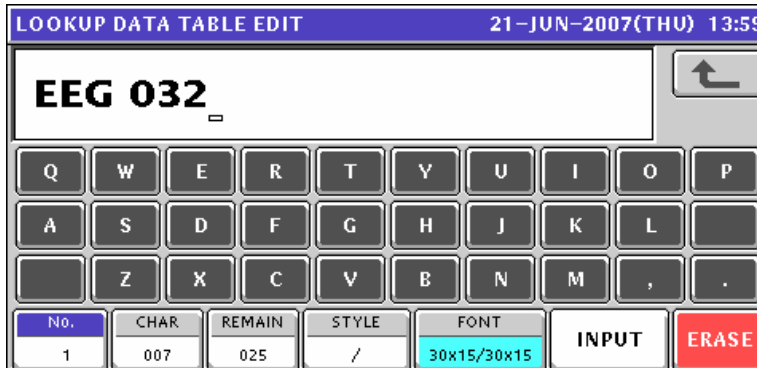 LOOKUP DATA TABLE EDIT 21-JUN-2007(THU) 13:59
EEG 032
Q W E R T Y U I O P
A S D F G H J K L
Z X C V B N M , .
No. CHAR REMAIN STYLE FONT INPUT ERASE
1 007 025 / 30x15/30x15